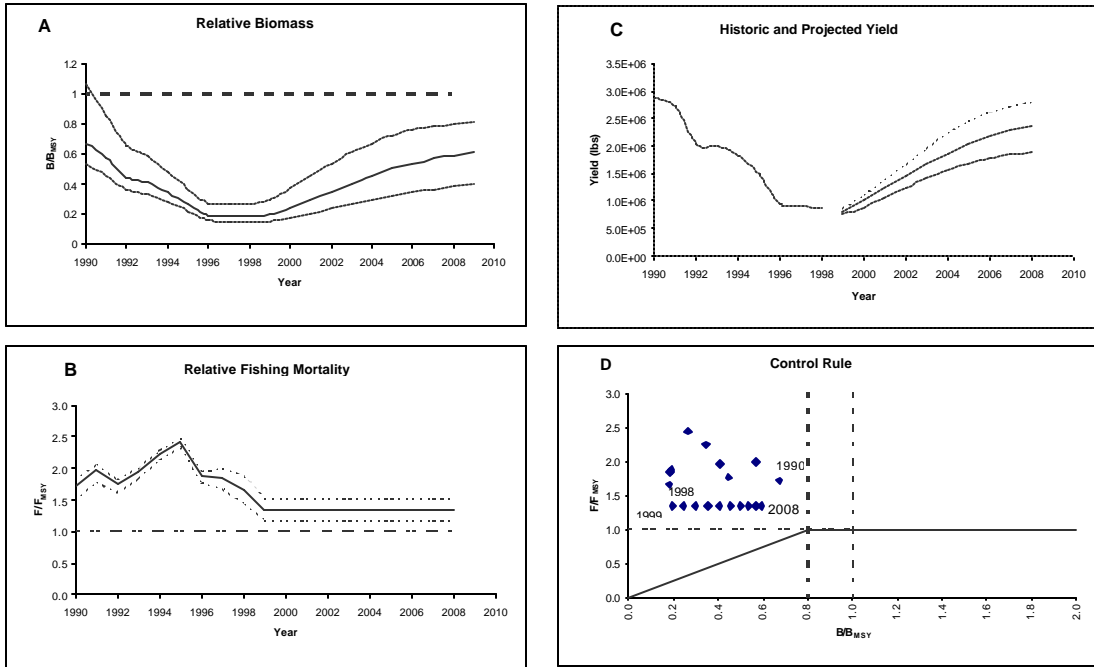 A
Relative Biomass
B/BMSY
1.2
1
0.8
0.6
0.4
0.2
0
1990 1992 1994 1996 1998 2000 2002 2004 2006 2008 2010
Year
C
Historic and Projected Yield
Yield (lbs)
3.5E+06
3.0E+06
2.5E+06
2.0E+06
1.5E+06
1.0E+06
5.0E+05
0.0E+00
1990 1992 1994 1996 1998 2000 2002 2004 2006 2008 2010
Year
B
Relative Fishing Mortality
F/FMSY
3.0
2.5
2.0
1.5
1.0
0.5
0.0
1990 1992 1994 1996 1998 2000 2002 2004 2006 2008 2010
Year
D
Control Rule
F/FMSY
3.0
2.5
2.0
1.5
1.0
0.5
0.0
1990
1998
1999
2008
0.0 0.2 0.4 0.6 0.8 1.0 1.2 1.4 1.6 1.8 2.0
B/BMSY